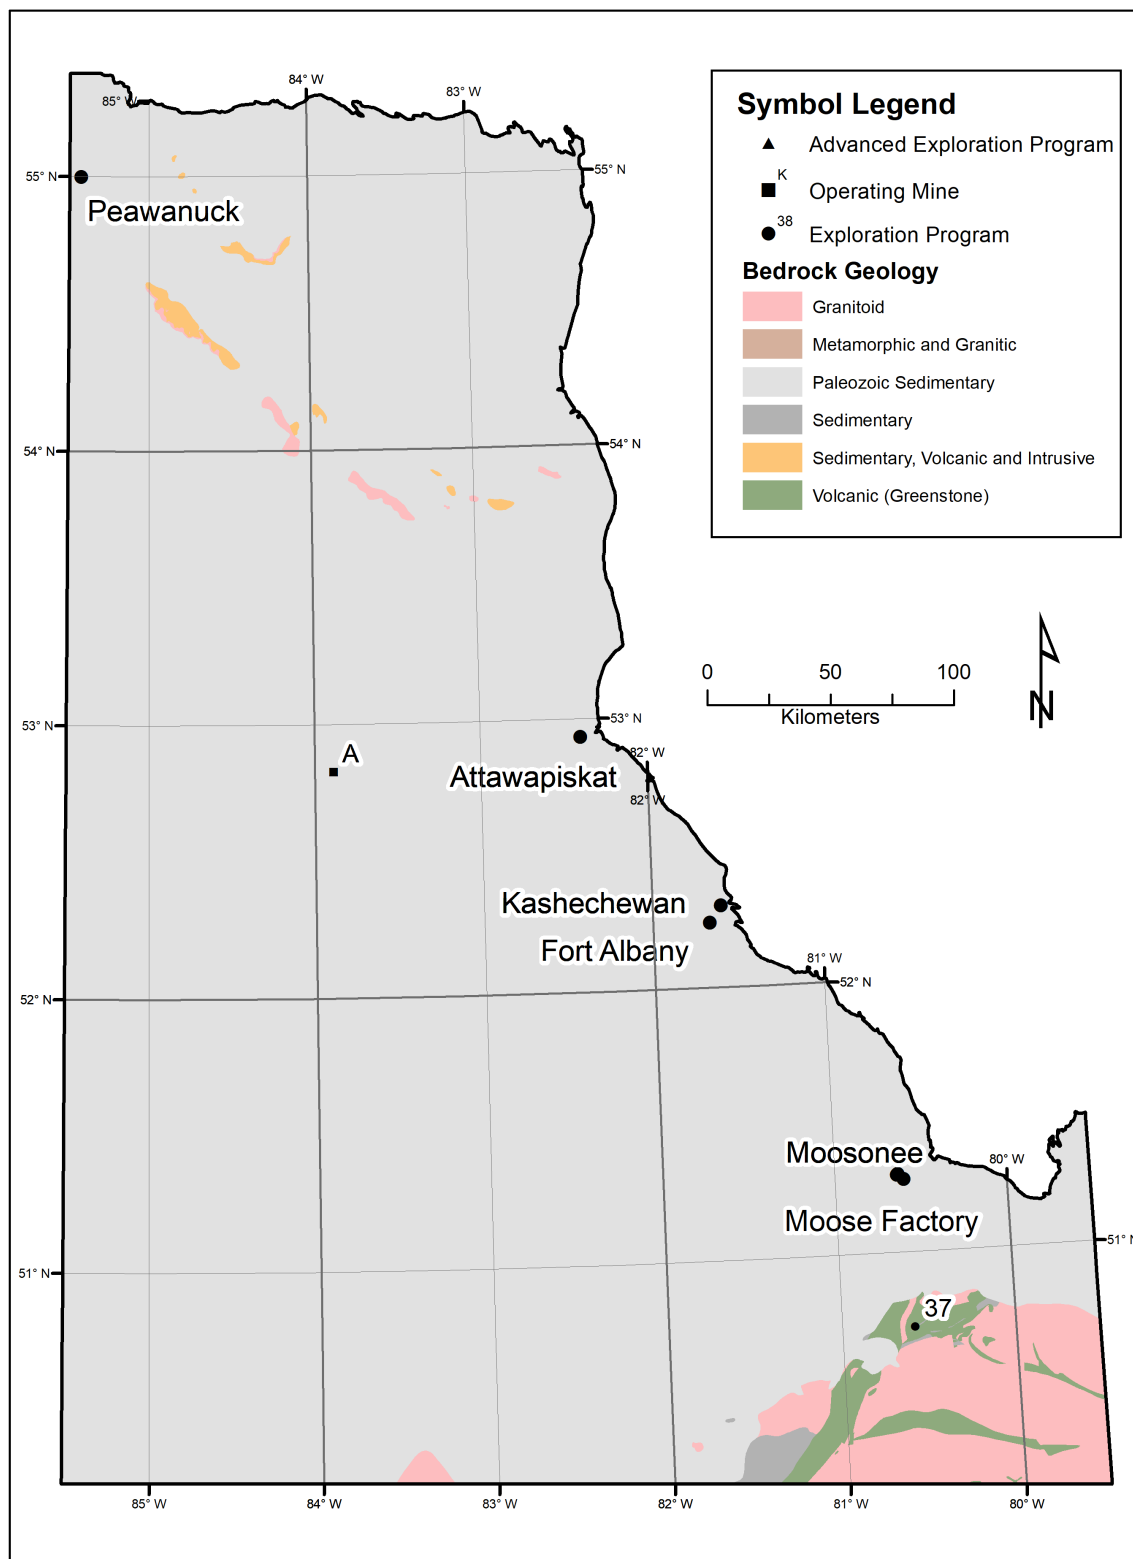 84° W
83° W
85° W
55° N
55° N
Peawanuck
54° N
54° N
53° N
53° N
A
82° W
Attawapiskat
82° W
Kashechewan
Fort Albany
81° W
52° N
52° N
Moosonee
80° W
Moose Factory
51° N
51° N
37
85° W
84° W
83° W
82° W
81° W
80° W
Symbol Legend
Advanced Exploration Program
K
Operating Mine
38
Exploration Program
Bedrock Geology
Granitoid
Metamorphic and Granitic
Paleozoic Sedimentary
Sedimentary
Sedimentary, Volcanic and Intrusive
Volcanic (Greenstone)
0 50 100
Kilometers
N